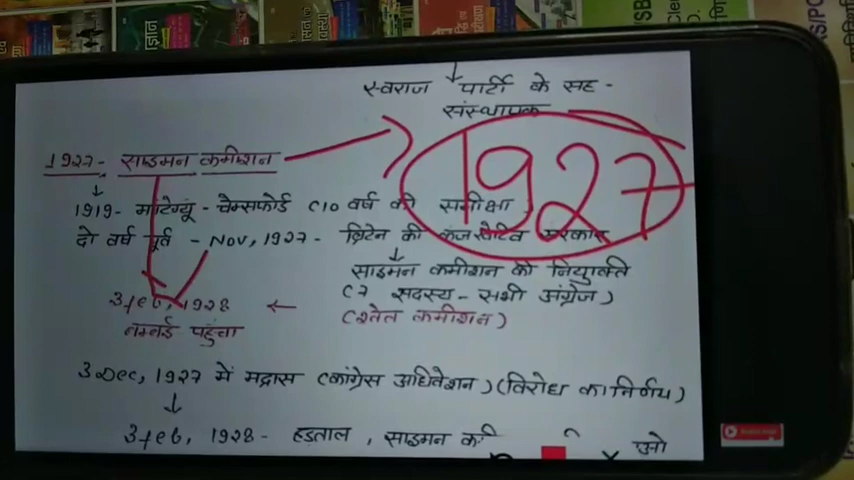 स्वराज पार्टी के सह-
संस्थापक
1927- साइमन कमीशन
1927
1919- मांटेग्यू - चेम्सफोर्ड (10 वर्ष की समीक्षा
दो वर्ष पूर्व - Nov, 1927- ब्रिटेन की कंजरवेटिव सरकार
साइमन कमीशन की नियुक्ति
(7 सदस्य - सभी अंग्रेज)
3 feb, 1928
(श्वेत कमीशन)
बम्बई पहुंचा
3 Dec, 1927 में मद्रास (कांग्रेस अधिवेशन) (विरोध का निर्णय)
3 feb, 1928- हड़ताल, साइमन की